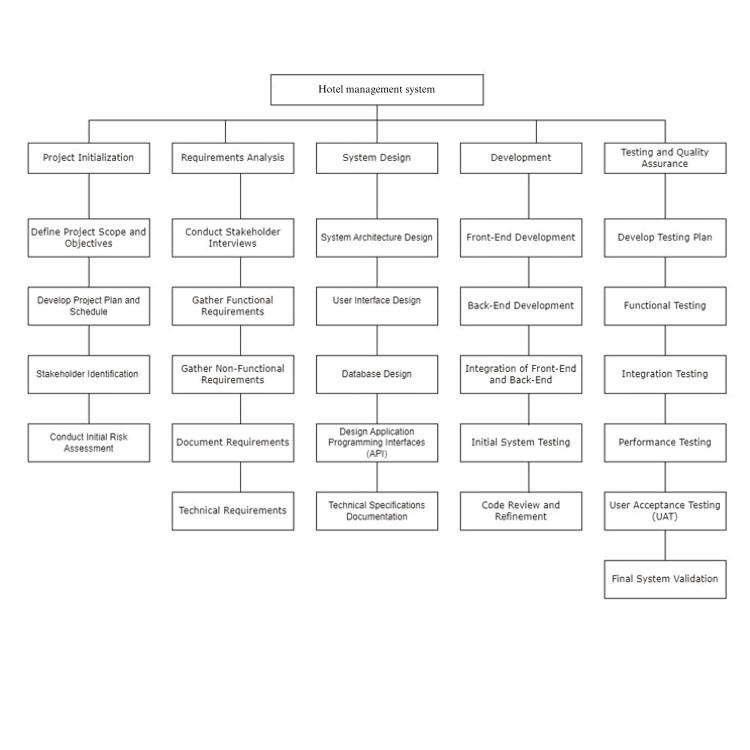 Hotel management system
Project Initialization
Requirements Analysis
System Design
Development
Testing and Quality
Assurance
Define Project Scope and
Objectives
Conduct Stakeholder
Interviews
System Architecture Design
Front-End Development
Develop Testing Plan
Develop Project Plan and
Schedule
Gather Functional
Requirements
User Interface Design
Back-End Development
Functional Testing
Stakeholder Identification
Gather Non-Functional
Requirements
Database Design
Integration of Front-End
and Back-End
Integration Testing
Conduct Initial Risk
Assessment
Document Requirements
Design Application
Programming Interfaces
(API)
Initial System Testing
Performance Testing
Technical Requirements
Technical Specifications
Documentation
Code Review and
Refinement
User Acceptance Testing
(UAT)
Final System Validation